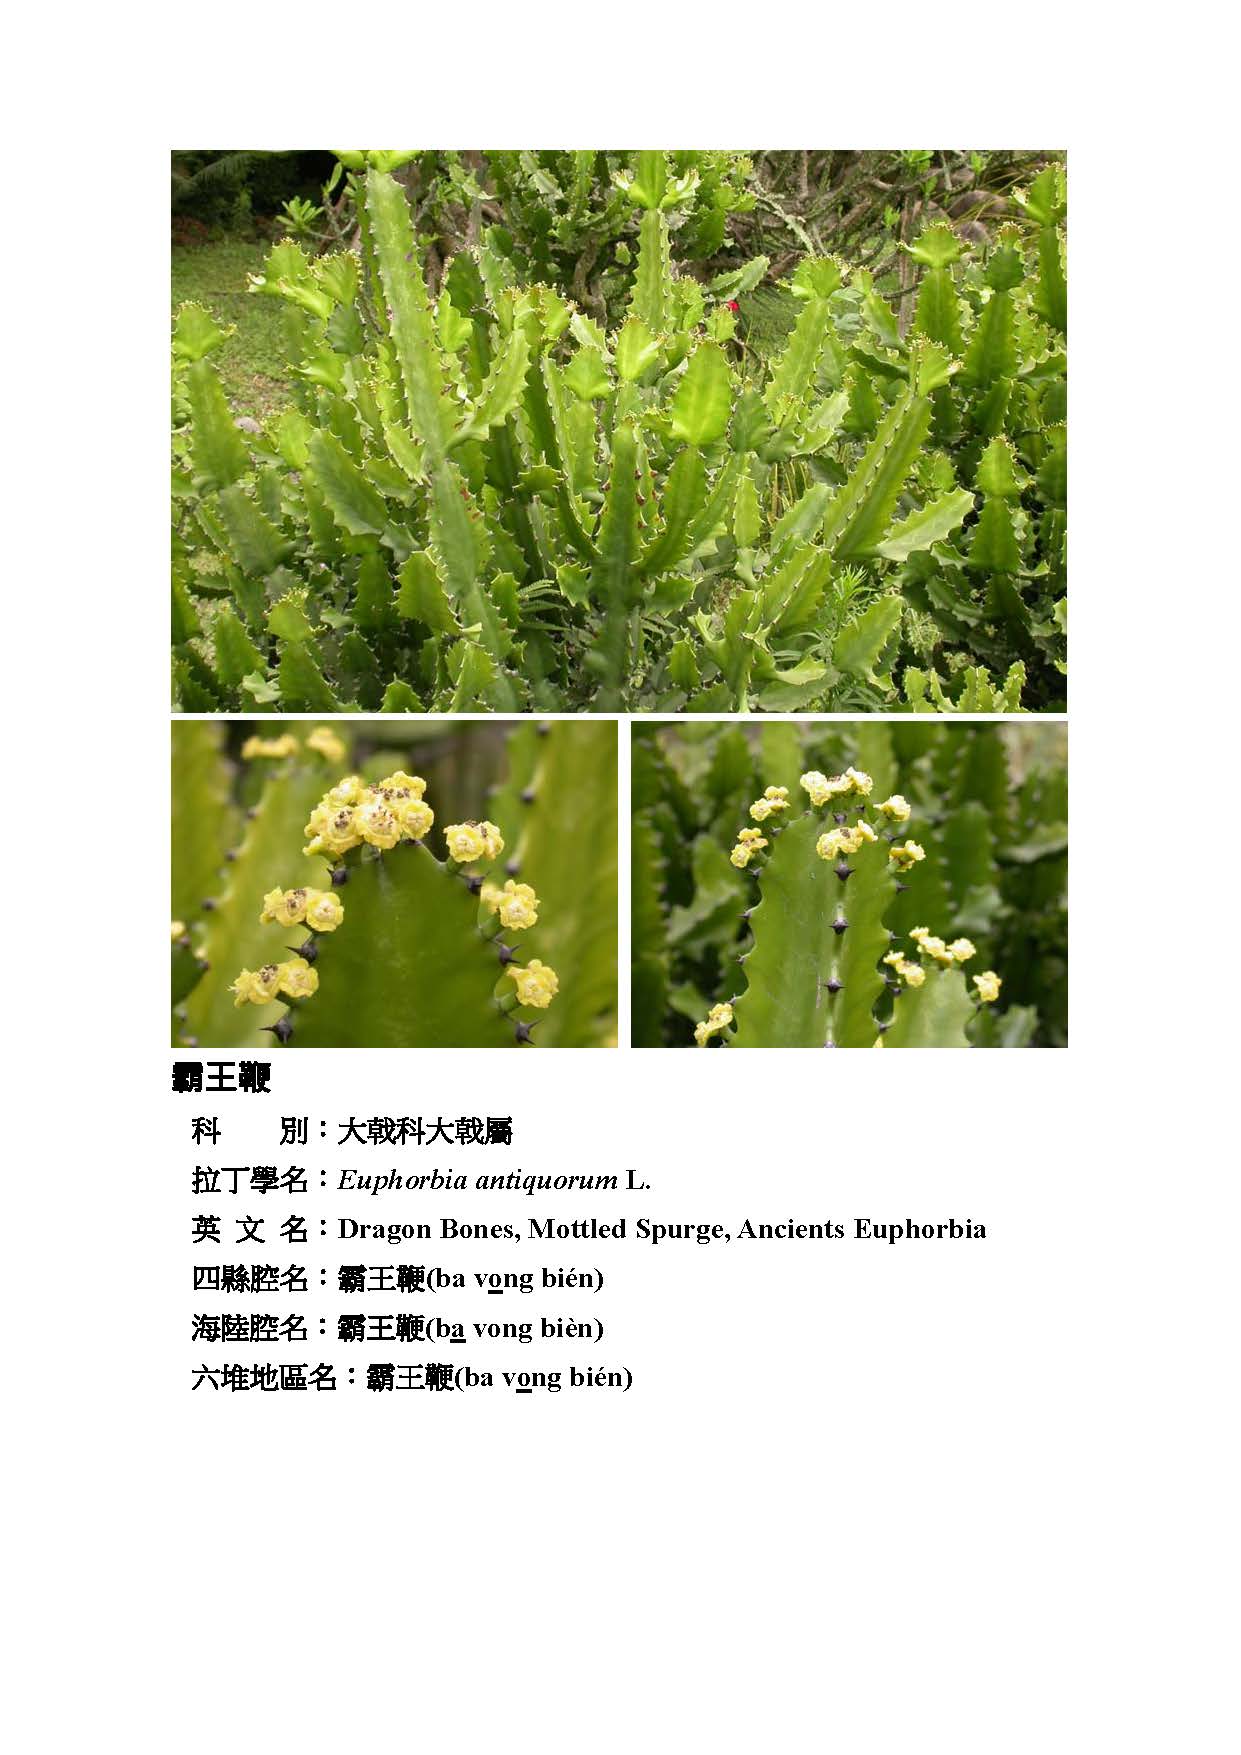 霸王鞭
科　　別：大戟科大戟屬
拉丁學名：Euphorbia antiquorum L.
英 文 名：Dragon Bones, Mottled Spurge, Ancients Euphorbia
四縣腔名：霸王鞭(ba vong bién)
海陸腔名：霸王鞭(ba vong bièn)
六堆地區名：霸王鞭(ba vong bién)